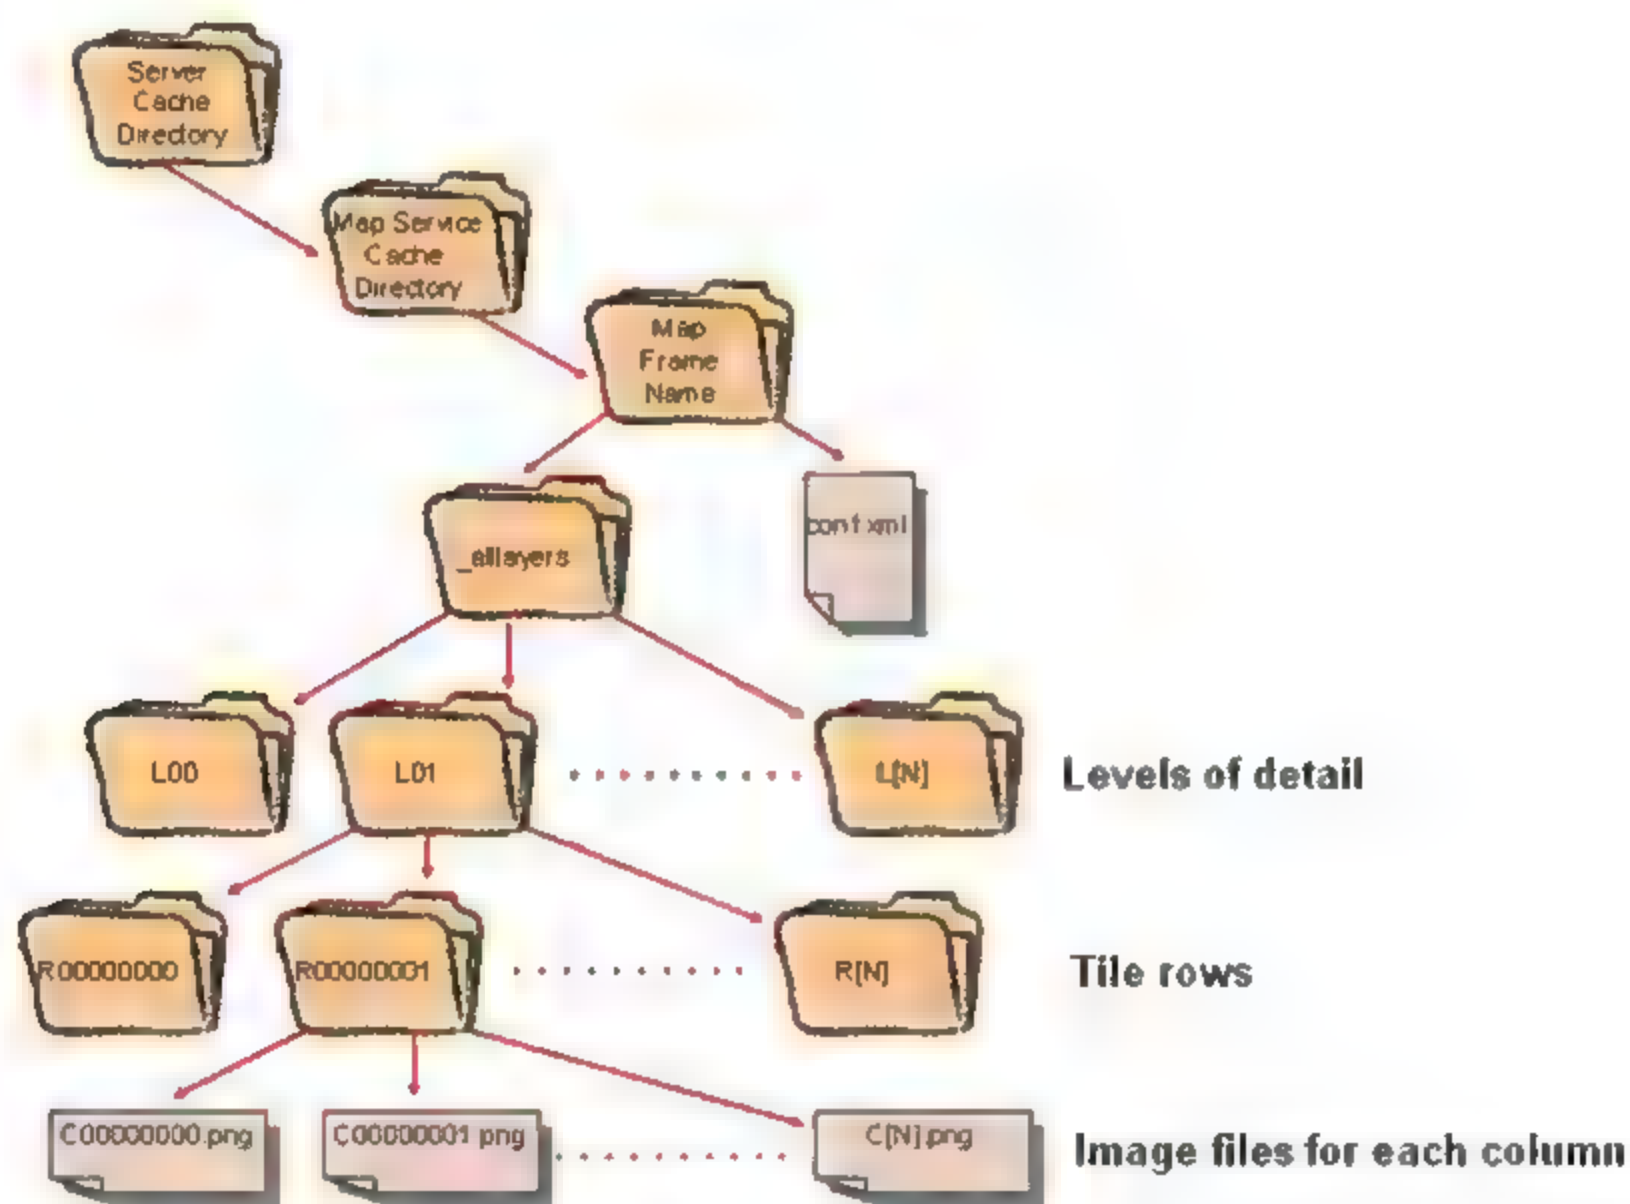 Server
Cache
Directory
Map Service
Cache
Directory
Map
Frame
Name
conf.xml
_alllayers
L00
L01
L[N]
Levels of detail
R00000000
R00000001
R[N]
Tile rows
C00000000.png
C00000001.png
C[N].png
Image files for each column